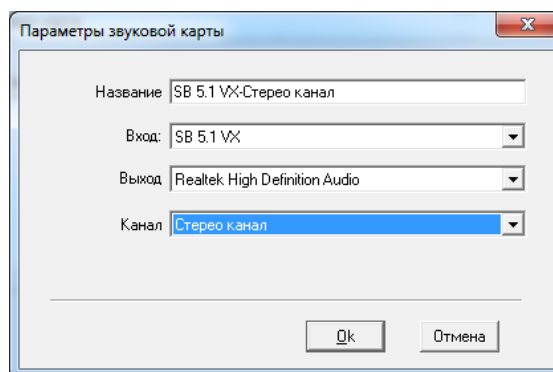 Параметры звуковой карты
Название SB 5.1 VX-Стерео канал
Вход: SB 5.1 VX
Выход Realtek High Definition Audio
Канал Стерео канал
Ok Отмена